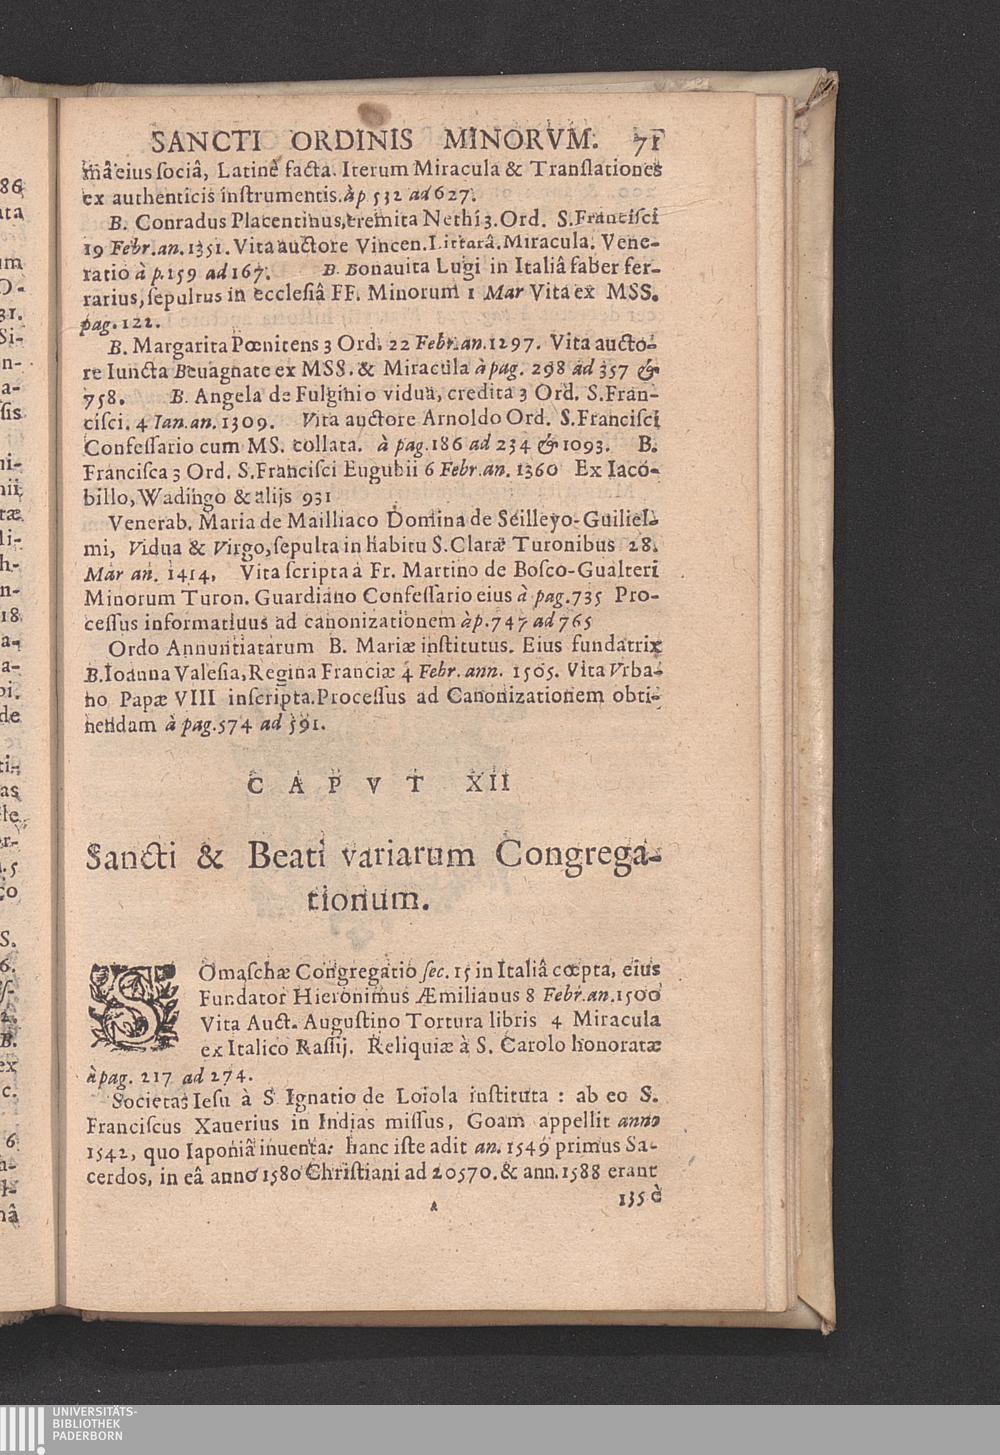 SANCTI ORDINIS MINORVM. 71
mâ eius sociâ, Latinè facta. Iterum Miracula & Translationes
ex authenticis instrumentis. à p 532 ad 627.
B. Conradus Placentinus, eremita Nethi 3. Ord. S. Francisci
19 Febr. an. 1351. Vita auctore Vincen. Littarâ. Miracula. Vene-
ratio à p. 159 ad 167. B. Bonavita Lugi in Italiâ faber fer-
rarius, sepultus in ecclesiâ FF. Minorum 1 Mar Vita ex MSS.
pag. 122.
B. Margarita Pœnitens 3 Ord. 22 Febr. an. 1297. Vita aucto-
re Iuncta Bevagnate ex MSS. & Miracula à pag. 298 ad 357 &
758. B. Angela de Fulginio vidua, credita 3 Ord. S. Fran-
cisci. 4 Ian. an. 1309. Vita auctore Arnoldo Ord. S. Francisci
Confessario cum MS. collata. à pag. 186 ad 234 & 1093. B.
Francisca 3 Ord. S. Francisci Eugubii 6 Febr. an. 1360 Ex Iaco-
billo, Wadingo & alijs 931
Venerab. Maria de Mailliaco Domina de Seilleyo-Guiliel-
mi, Vidua & Virgo, sepulta in habitu S. Claræ Turonibus 28.
Mar an. 1414, Vita scripta à Fr. Martino de Bosco-Gualteri
Minorum Turon. Guardiano Confessario eius à pag. 735 Pro-
cessus informativus ad canonizationem à p. 747 ad 765
Ordo Annuntiatarum B. Mariæ institutus. Eius fundatrix
B. Ioanna Valesia, Regina Franciæ 4 Febr. ann. 1505. Vita Vrba-
no Papæ VIII inscripta. Processus ad Canonizationem obti-
nendam à pag. 574 ad 591.
CAPVT XII
Sancti & Beati variarum Congrega-
tionum.
SOmaschæ Congregatio sec. 15 in Italiâ cœpta, eius
Fundator Hieronimus Æmilianus 8 Febr. an. 1500
Vita Auct. Augustino Tortura libris 4 Miracula
ex Italico Rassij. Reliquiæ à S. Carolo honoratæ
à pag. 217 ad 274.
Societas Iesu à S Ignatio de Loiola instituta : ab eo S.
Franciscus Xaverius in Indias missus, Goam appellit anno
1542, quo Iaponiâ inventa: hanc iste adit an. 1549 primus Sa-
cerdos, in eâ anno 1580 Christiani ad 20570. & ann. 1588 erant
A 135 è
UNIVERSITÄTS-
BIBLIOTHEK
PADERBORN